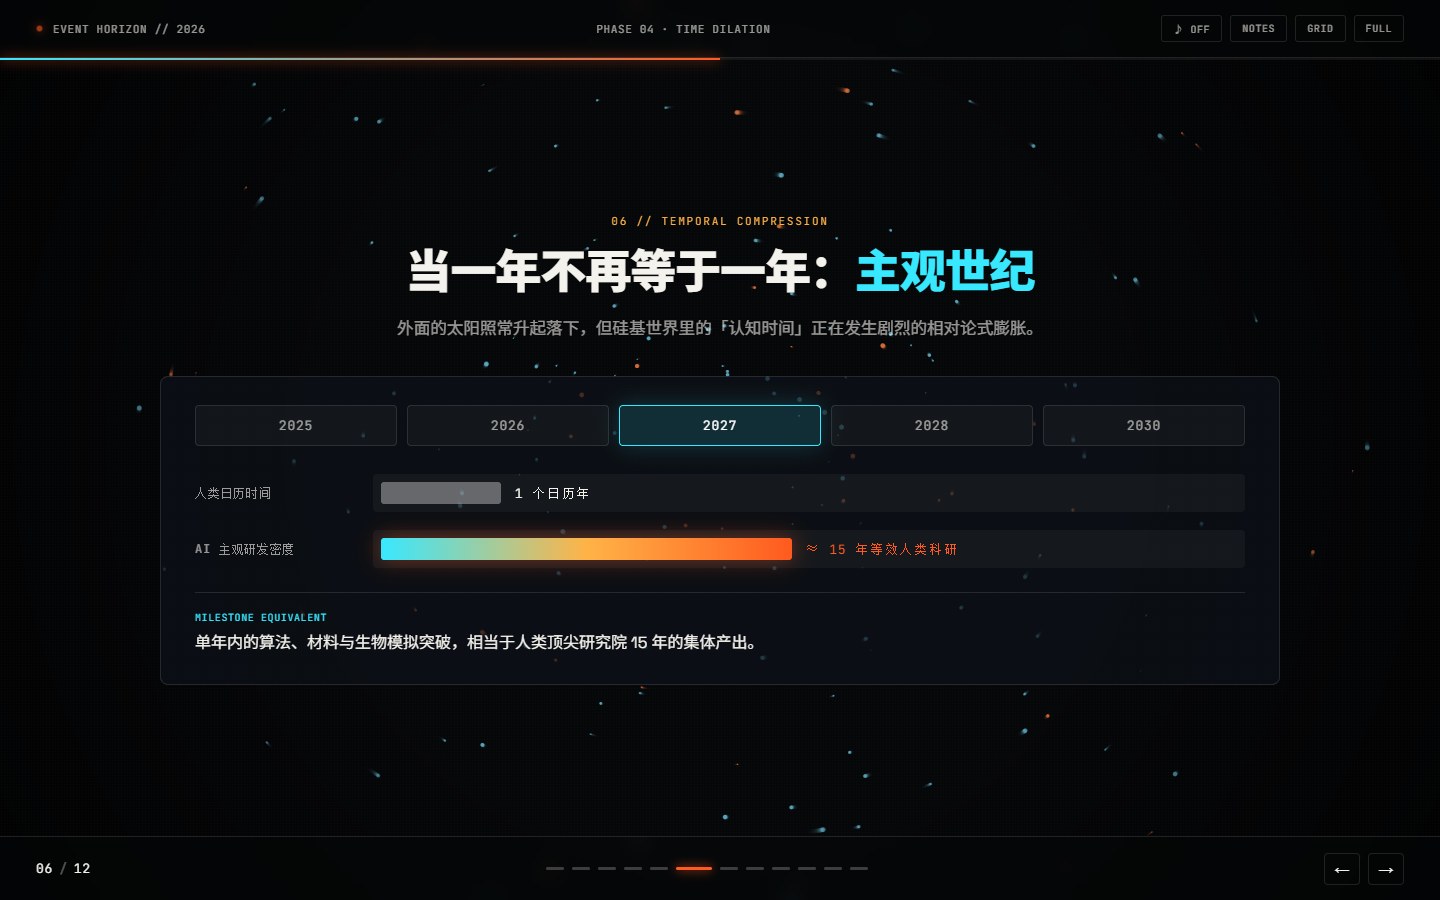 EVENT HORIZON // 2026
PHASE 04 · TIME DILATION
♪ OFF
NOTES
GRID
FULL
06 // TEMPORAL COMPRESSION
当一年不再等于一年：主观世纪
外面的太阳照常升起落下，但硅基世界里的「认知时间」正在发生剧烈的相对论式膨胀。
2025
2026
2027
2028
2030
人类日历时间
1 个日历年
AI 主观研发密度
≈ 15 年等效人类科研
MILESTONE EQUIVALENT
单年内的算法、材料与生物模拟突破，相当于人类顶尖研究院 15 年的集体产出。
06 / 12
← →